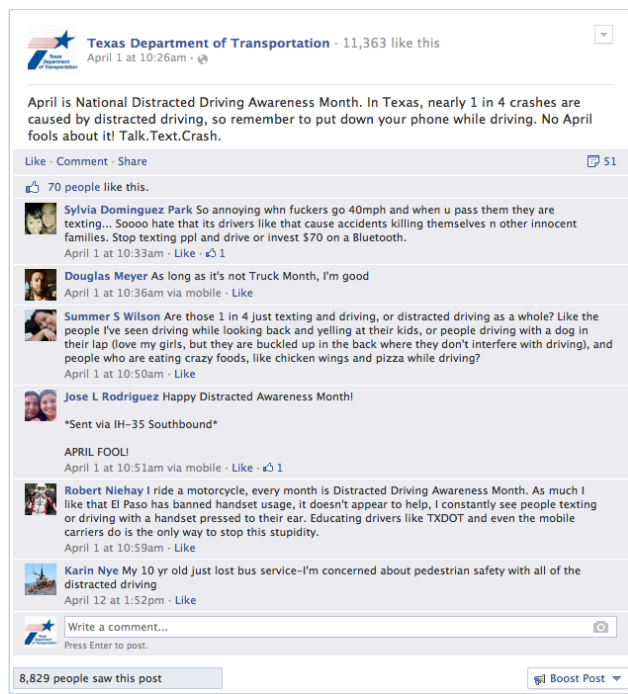 Texas Department of Transportation · 11,363 like this
April 1 at 10:26am ·
Texas
Department
of Transportation
April is National Distracted Driving Awareness Month. In Texas, nearly 1 in 4 crashes are
caused by distracted driving, so remember to put down your phone while driving. No April
fools about it! Talk.Text.Crash.
Like · Comment · Share 51
70 people like this.
Sylvia Dominguez Park So annoying whn fuckers go 40mph and when u pass them they are
texting... Soooo hate that its drivers like that cause accidents killing themselves n other innocent
families. Stop texting ppl and drive or invest $70 on a Bluetooth.
April 1 at 10:33am · Like · 1
Douglas Meyer As long as it's not Truck Month, I'm good
April 1 at 10:36am via mobile · Like
Summer S Wilson Are those 1 in 4 just texting and driving, or distracted driving as a whole? Like the
people I've seen driving while looking back and yelling at their kids, or people driving with a dog in
their lap (love my girls, but they are buckled up in the back where they don't interfere with driving), and
people who are eating crazy foods, like chicken wings and pizza while driving?
April 1 at 10:50am · Like
Jose L Rodriguez Happy Distracted Awareness Month!
*Sent via IH-35 Southbound*
APRIL FOOL!
April 1 at 10:51am via mobile · Like · 1
Robert Niehay I ride a motorcycle, every month is Distracted Driving Awareness Month. As much I
like that El Paso has banned handset usage, it doesn't appear to help, I constantly see people texting
or driving with a handset pressed to their ear. Educating drivers like TXDOT and even the mobile
carriers do is the only way to stop this stupidity.
April 1 at 10:59am · Like
Karin Nye My 10 yr old just lost bus service-I'm concerned about pedestrian safety with all of the
distracted driving
April 12 at 1:52pm · Like
Write a comment...
Press Enter to post.
8,829 people saw this post
Boost Post